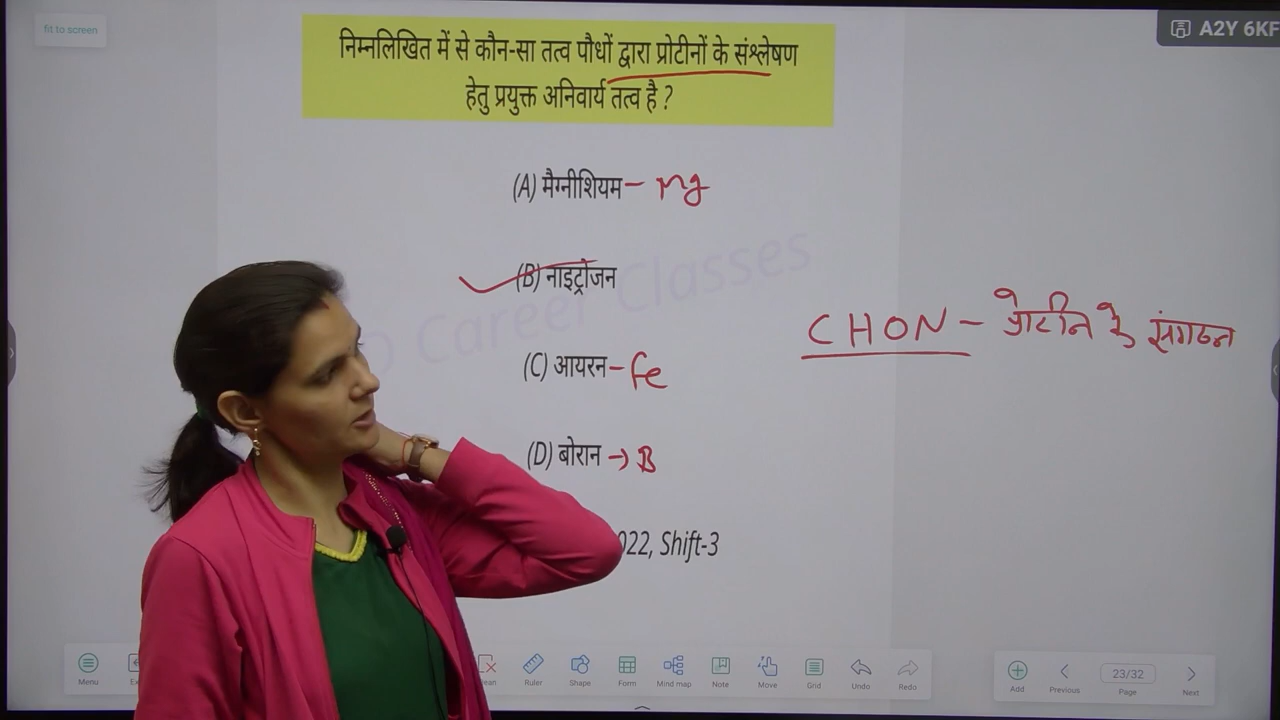 fit to screen
A2Y 6KF
निम्नलिखित में से कौन-सा तत्व पौधों द्वारा प्रोटीनों के संश्लेषण
हेतु प्रयुक्त अनिवार्य तत्व है ?
(A) मैग्नीशियम – Mg
(B) नाइट्रोजन
CHON – प्रोटीन के संगठन
Career Classes
(C) आयरन – Fe
(D) बोरान → B
022, Shift-3
Menu
Ruler
Shape
Form
Mind map
Note
Move
Grid
Undo
Redo
Add
Previous
23/32
Page
Next